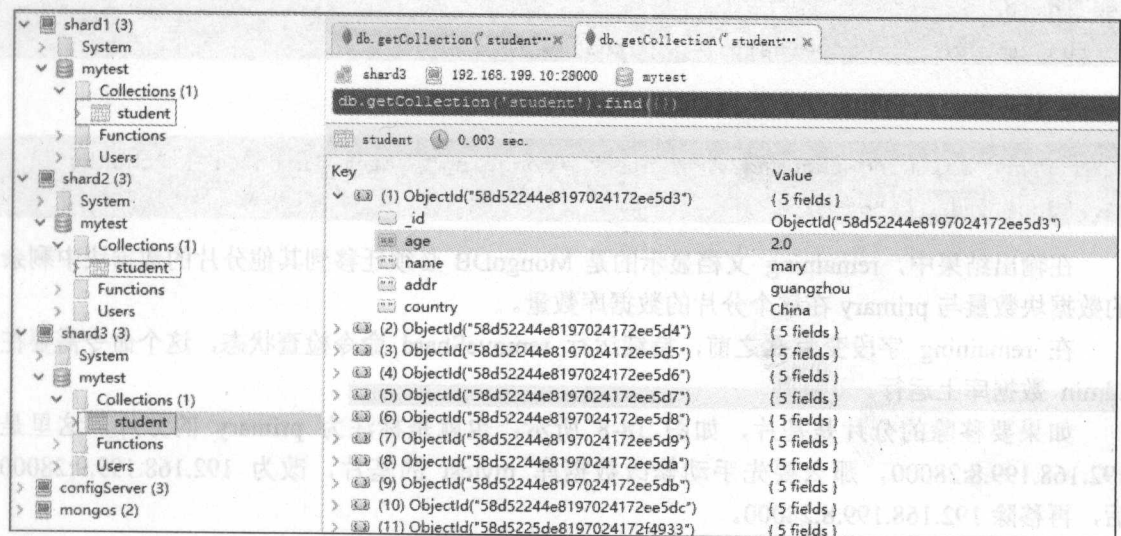 shard1 (3)
System
mytest
Collections (1)
student
Functions
Users
shard2 (3)
System
mytest
Collections (1)
student
Functions
Users
shard3 (3)
System
mytest
Collections (1)
student
Functions
Users
configServer (3)
mongos (2)
db.getCollection('student··· ×
db.getCollection('student··· ×
shard3 192.168.199.10:28000 mytest
db.getCollection('student').find({})
student 0.003 sec.
Key Value
(1) ObjectId("58d52244e8197024172ee5d3") { 5 fields }
_id ObjectId("58d52244e8197024172ee5d3")
age 2.0
name mary
addr guangzhou
country China
(2) ObjectId("58d52244e8197024172ee5d4") { 5 fields }
(3) ObjectId("58d52244e8197024172ee5d5") { 5 fields }
(4) ObjectId("58d52244e8197024172ee5d6") { 5 fields }
(5) ObjectId("58d52244e8197024172ee5d7") { 5 fields }
(6) ObjectId("58d52244e8197024172ee5d8") { 5 fields }
(7) ObjectId("58d52244e8197024172ee5d9") { 5 fields }
(8) ObjectId("58d52244e8197024172ee5da") { 5 fields }
(9) ObjectId("58d52244e8197024172ee5db") { 5 fields }
(10) ObjectId("58d52244e8197024172ee5dc") { 5 fields }
(11) ObjectId("58d5225de8197024172f4933") { 5 fields }